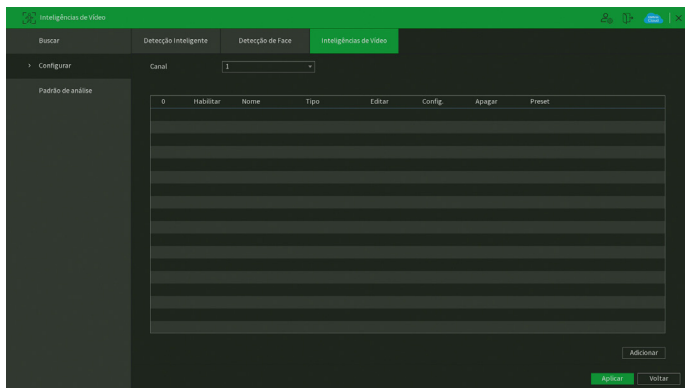 Inteligências de Vídeo
Buscar
Detecção Inteligente
Detecção de Face
Inteligências de Vídeo
Configurar
Canal
1
Padrão de análise
0
Habilitar
Nome
Tipo
Editar
Config.
Apagar
Preset
Adicionar
Aplicar
Voltar